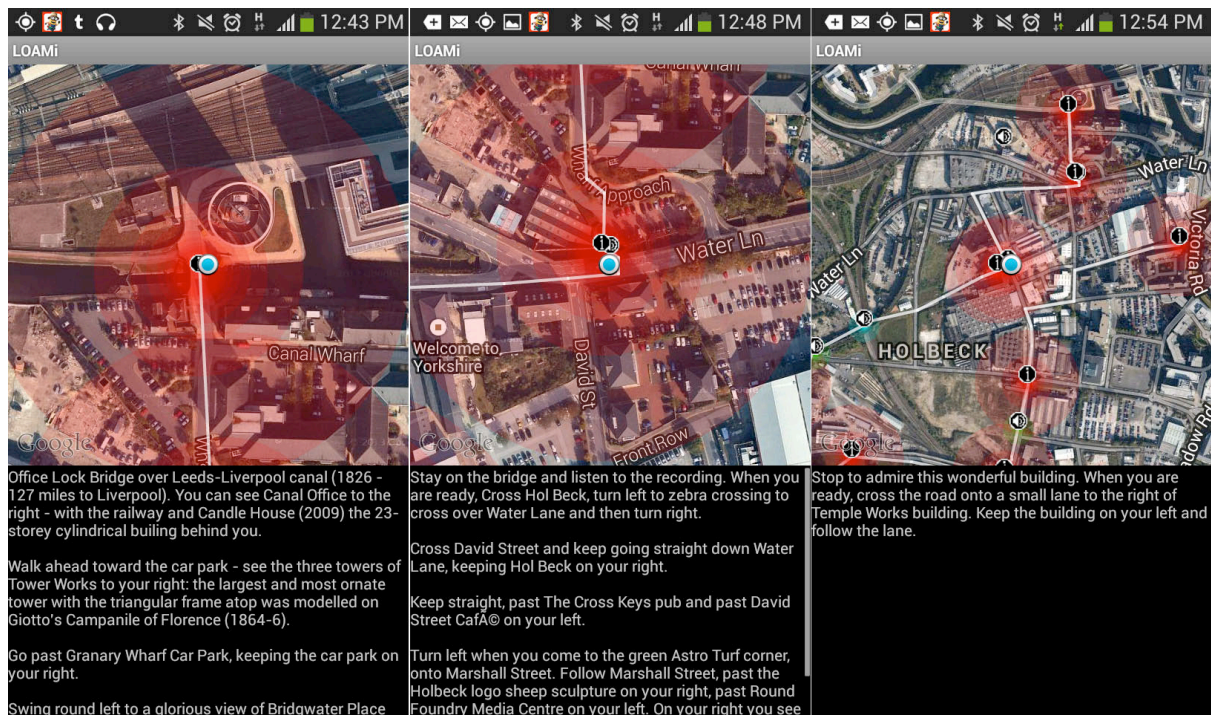 12:43 PM
LOAMi
Canal Wharf
Google
Office Lock Bridge over Leeds-Liverpool canal (1826 -
127 miles to Liverpool). You can see Canal Office to the
right - with the railway and Candle House (2009) the 23-
storey cylindrical builing behind you.
Walk ahead toward the car park - see the three towers of
Tower Works to your right: the largest and most ornate
tower with the triangular frame atop was modelled on
Giotto's Campanile of Florence (1864-6).
Go past Granary Wharf Car Park, keeping the car park on
your right.
Swing round left to a glorious view of Bridgwater Place
12:48 PM
LOAMi
Canal Wharf
Wharf Approach
Water Ln
Welcome to
Yorkshire
David St
Front Row
Google
Stay on the bridge and listen to the recording. When you
are ready, Cross Hol Beck, turn left to zebra crossing to
cross over Water Lane and then turn right.
Cross David Street and keep going straight down Water
Lane, keeping Hol Beck on your right.
Keep straight, past The Cross Keys pub and past David
Street CafÃ© on your left.
Turn left when you come to the green Astro Turf corner,
onto Marshall Street. Follow Marshall Street, past the
Holbeck logo sheep sculpture on your right, past Round
Foundry Media Centre on your left. On your right you see
12:54 PM
LOAMi
Water Ln
Victoria Rd
Water Ln
HOLBECK
Google
Stop to admire this wonderful building. When you are
ready, cross the road onto a small lane to the right of
Temple Works building. Keep the building on your left and
follow the lane.